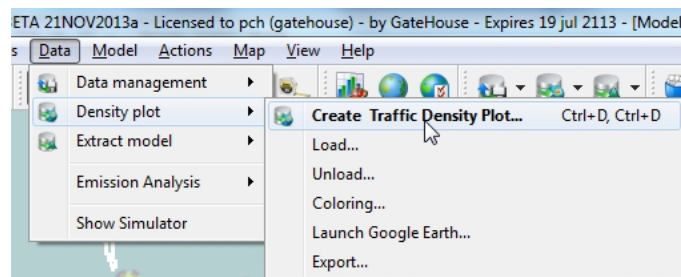 ETA 21NOV2013a - Licensed to pch (gatehouse) - by GateHouse - Expires 19 jul 2113 - [Model
s Data Model Actions Map View Help
Data management
Density plot
Create Traffic Density Plot... Ctrl+D, Ctrl+D
Extract model
Load...
Unload...
Emission Analysis
Coloring...
Show Simulator
Launch Google Earth...
Export...